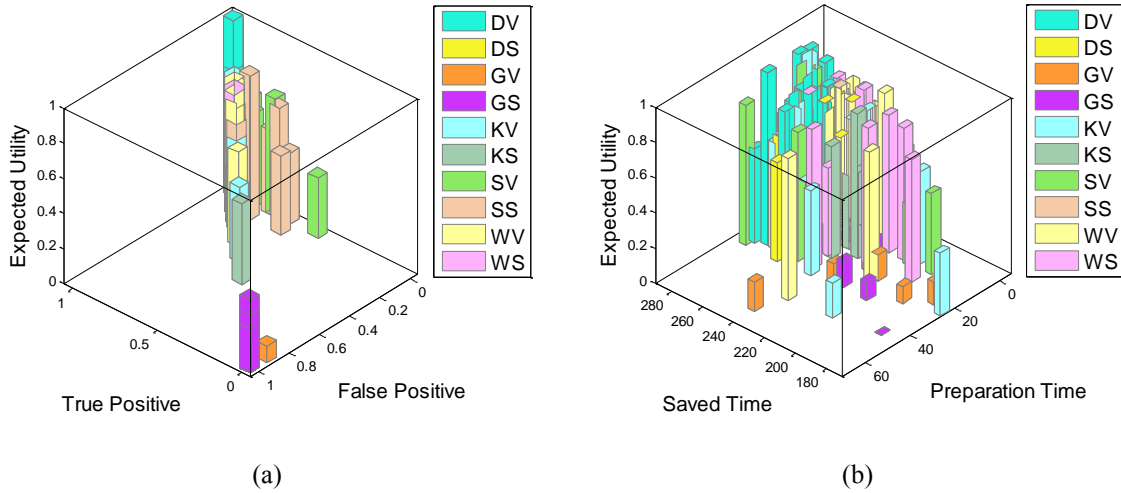 DV
DS
GV
GS
KV
KS
SV
SS
WV
WS
1
0.8
0.6
0.4
0.2
0
Expected Utility
1
0.5
0
True Positive
1
0.8
0.6
0.4
0.2
0
False Positive
(a)
DV
DS
GV
GS
KV
KS
SV
SS
WV
WS
1
0.8
0.6
0.4
0.2
0
Expected Utility
280
260
240
220
200
180
Saved Time
60
40
20
0
Preparation Time
(b)